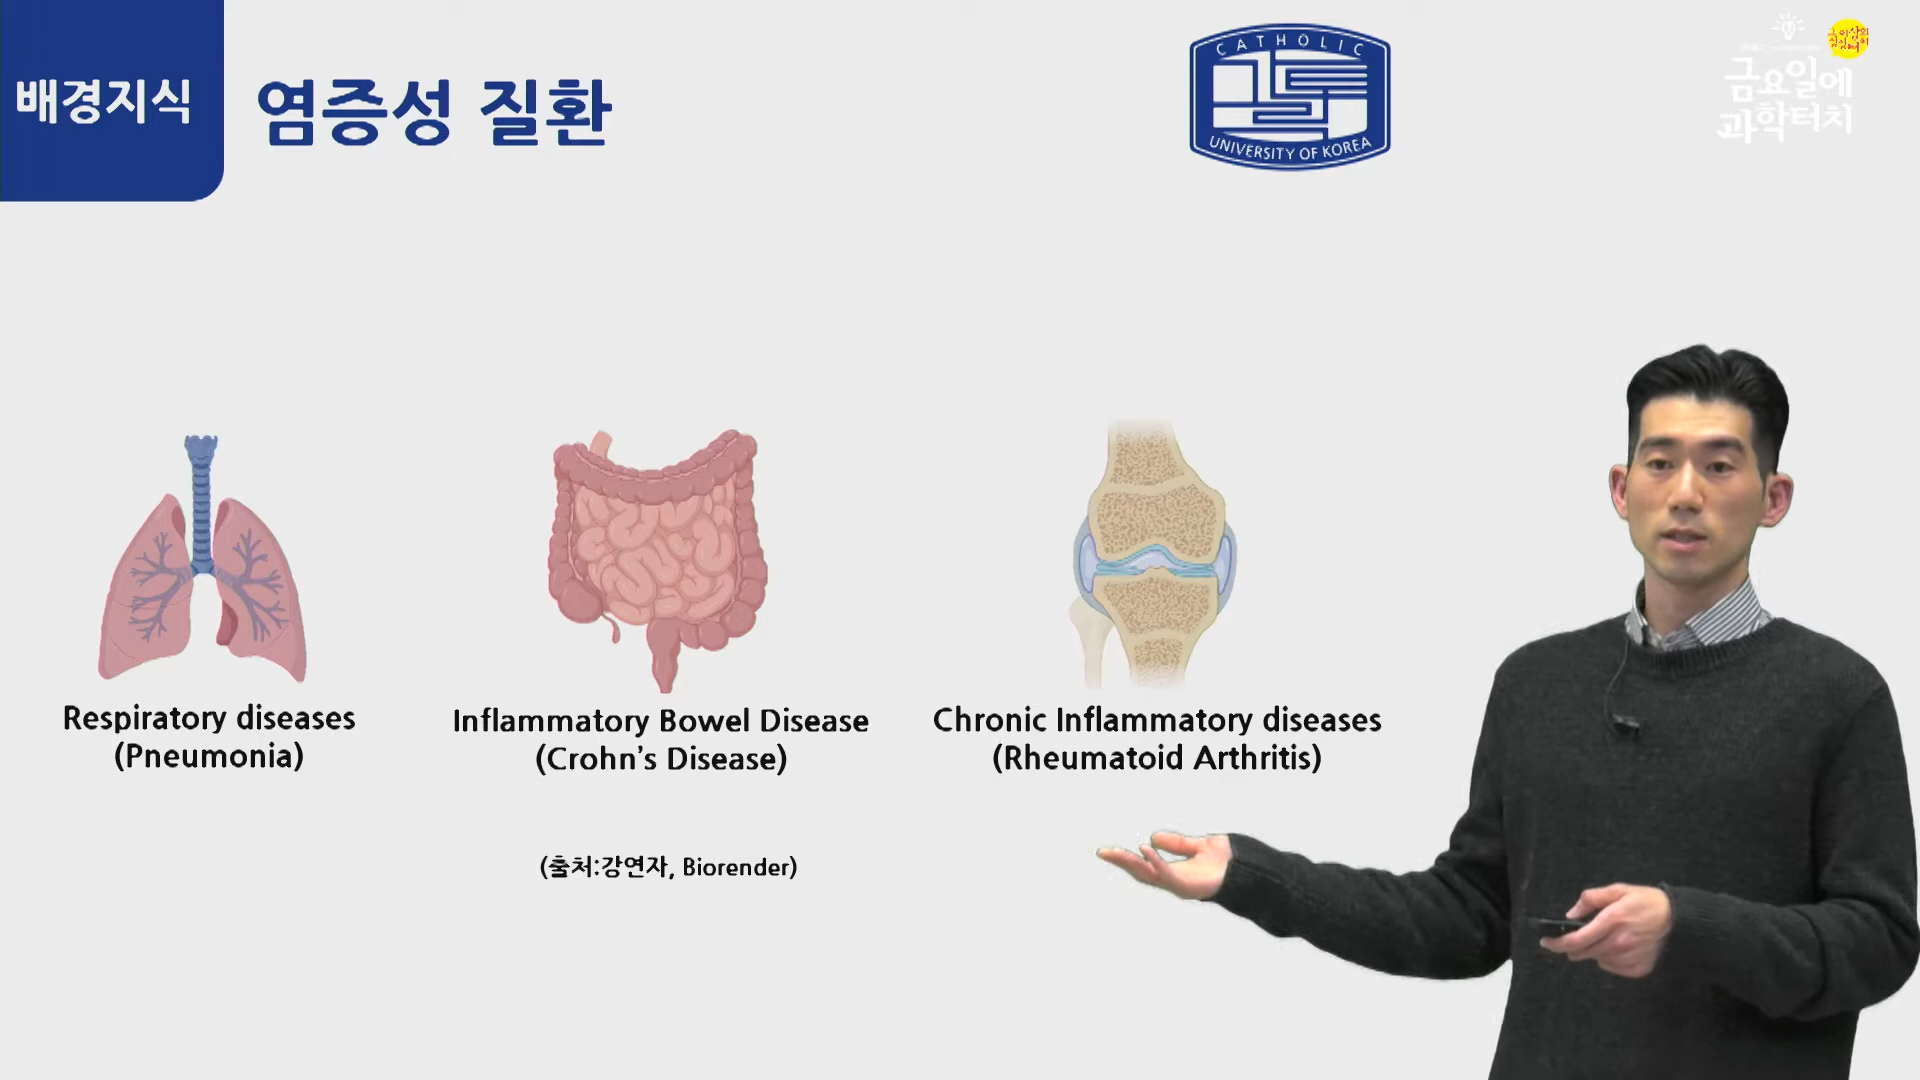 배경지식
염증성 질환
CATHOLIC
UNIVERSITY OF KOREA
금요일에
과학터치
Respiratory diseases
(Pneumonia)
Inflammatory Bowel Disease
(Crohn's Disease)
Chronic Inflammatory diseases
(Rheumatoid Arthritis)
(출처:강연자, Biorender)